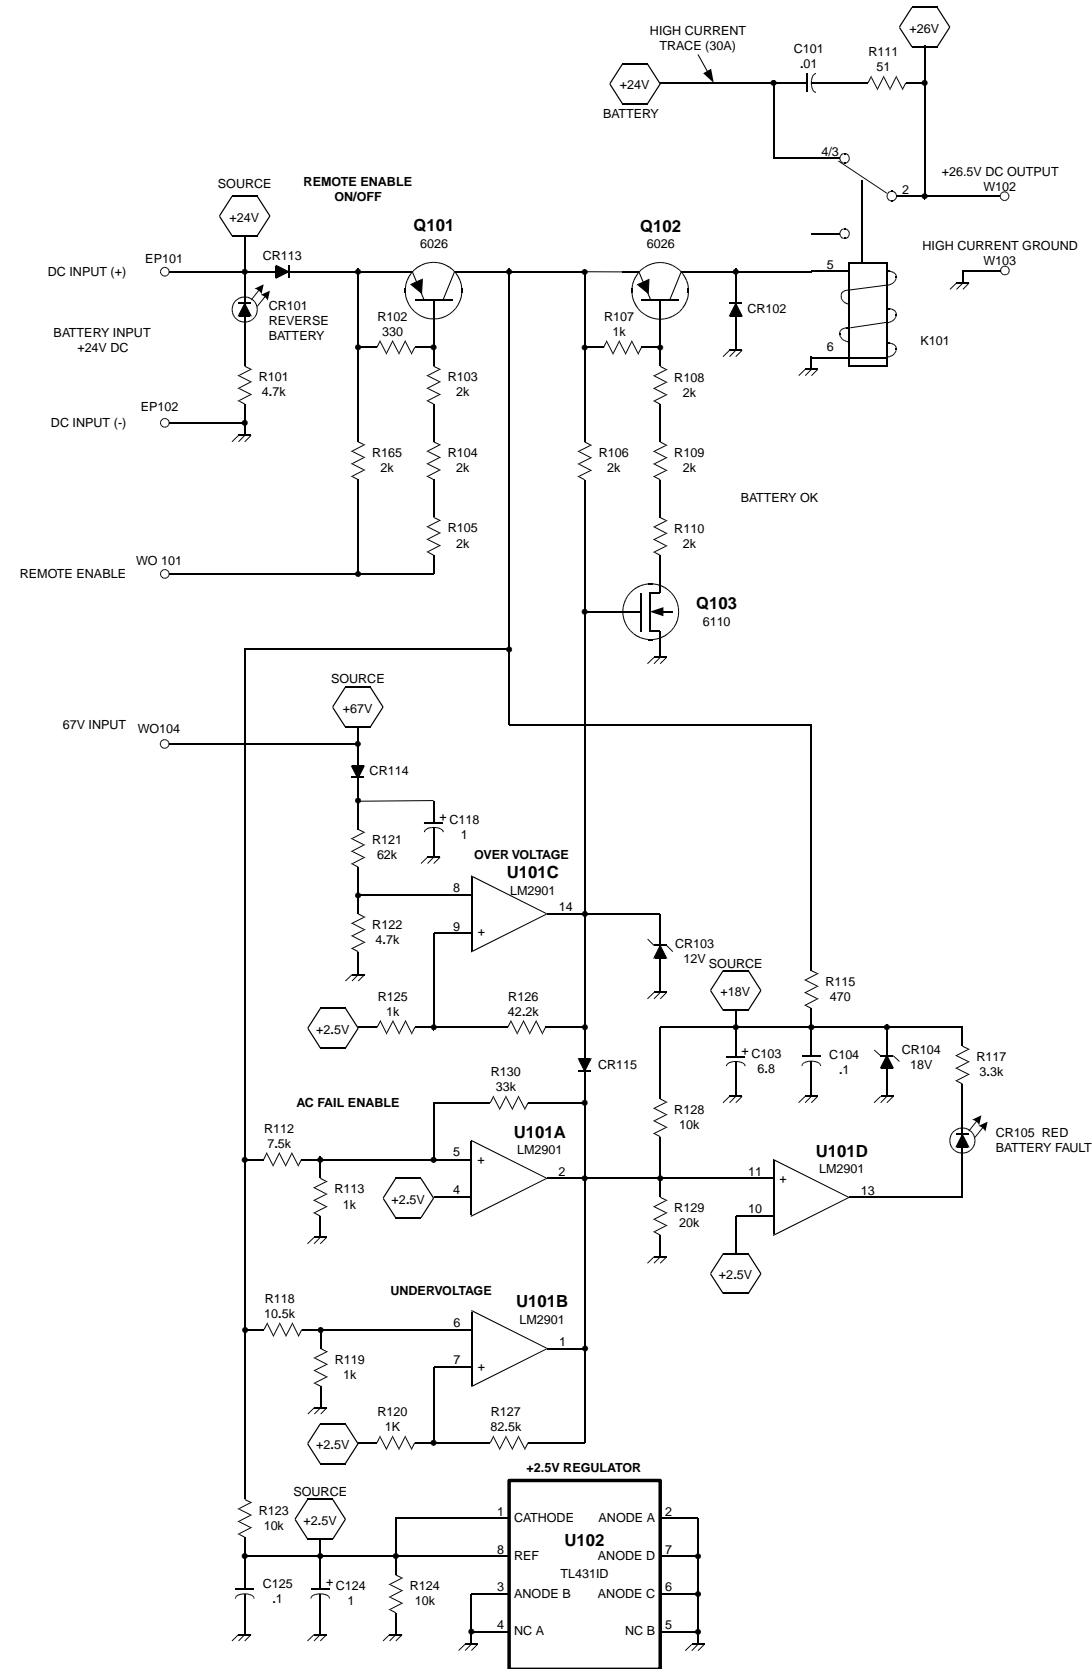 HIGH CURRENT
TRACE (30A)
C101
.01
R111
51
+26V
+24V
BATTERY
4/3
2
+26.5V DC OUTPUT
W102
HIGH CURRENT GROUND
W103
5
6
K101
SOURCE
+24V
REMOTE ENABLE
ON/OFF
Q101
6026
Q102
6026
DC INPUT (+)
EP101
CR113
CR101
REVERSE
BATTERY
BATTERY INPUT
+24V DC
R101
4.7k
DC INPUT (-)
EP102
R102
330
R103
2k
R165
2k
R104
2k
R105
2k
REMOTE ENABLE
WO 101
R107
1k
CR102
R108
2k
R106
2k
R109
2k
BATTERY OK
R110
2k
Q103
6110
SOURCE
+67V
67V INPUT
WO104
CR114
R121
62k
+
C118
1
OVER VOLTAGE
U101C
LM2901
8
9
+
14
R122
4.7k
CR103
12V
+2.5V
R125
1k
R126
42.2k
SOURCE
+18V
R115
470
CR115
+
C103
6.8
C104
.1
CR104
18V
R117
3.3k
R130
33k
AC FAIL ENABLE
R112
7.5k
R113
1k
U101A
LM2901
5
+
4
2
+2.5V
R128
10k
R129
20k
CR105 RED
BATTERY FAULT
U101D
LM2901
11
+
10
13
+2.5V
UNDERVOLTAGE
R118
10.5k
R119
1k
U101B
LM2901
6
7
+
1
+2.5V
R120
1K
R127
82.5k
+2.5V REGULATOR
SOURCE
+2.5V
R123
10k
C125
.1
+
C124
1
R124
10k
1
CATHODE
ANODE A
2
U102
8
REF
ANODE D
7
TL431ID
3
ANODE B
ANODE C
6
4
NC A
NC B
5